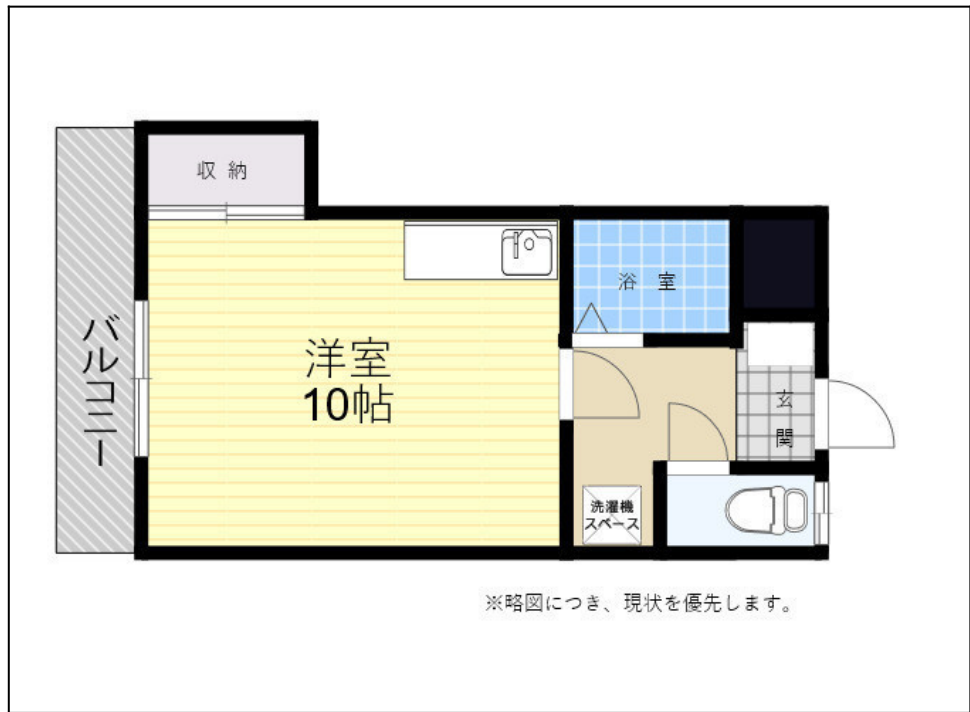 収納
バルコニー
洋室
10帖
浴室
玄関
洗濯機
スペース
※略図につき、現状を優先します。